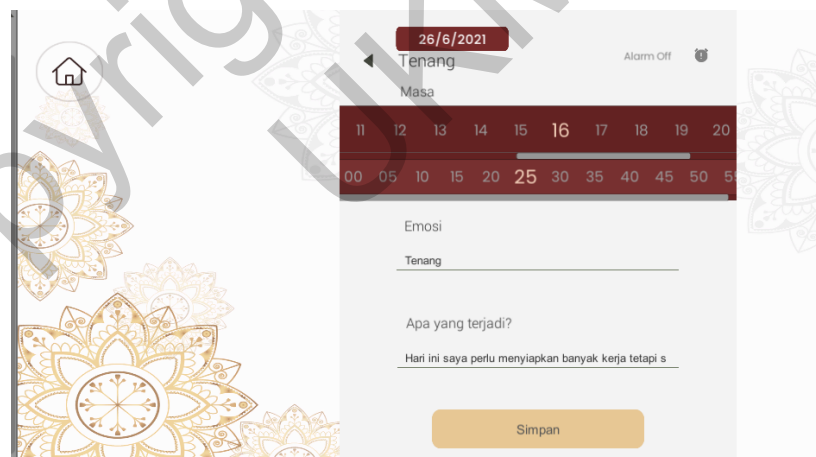 26/6/2021
Tenang
Alarm Off
Masa
11 12 13 14 15 16 17 18 19 20
00 05 10 15 20 25 30 35 40 45 50
Emosi
Tenang
Apa yang terjadi?
Hari ini saya perlu menyiapkan banyak kerja tetapi s
Simpan